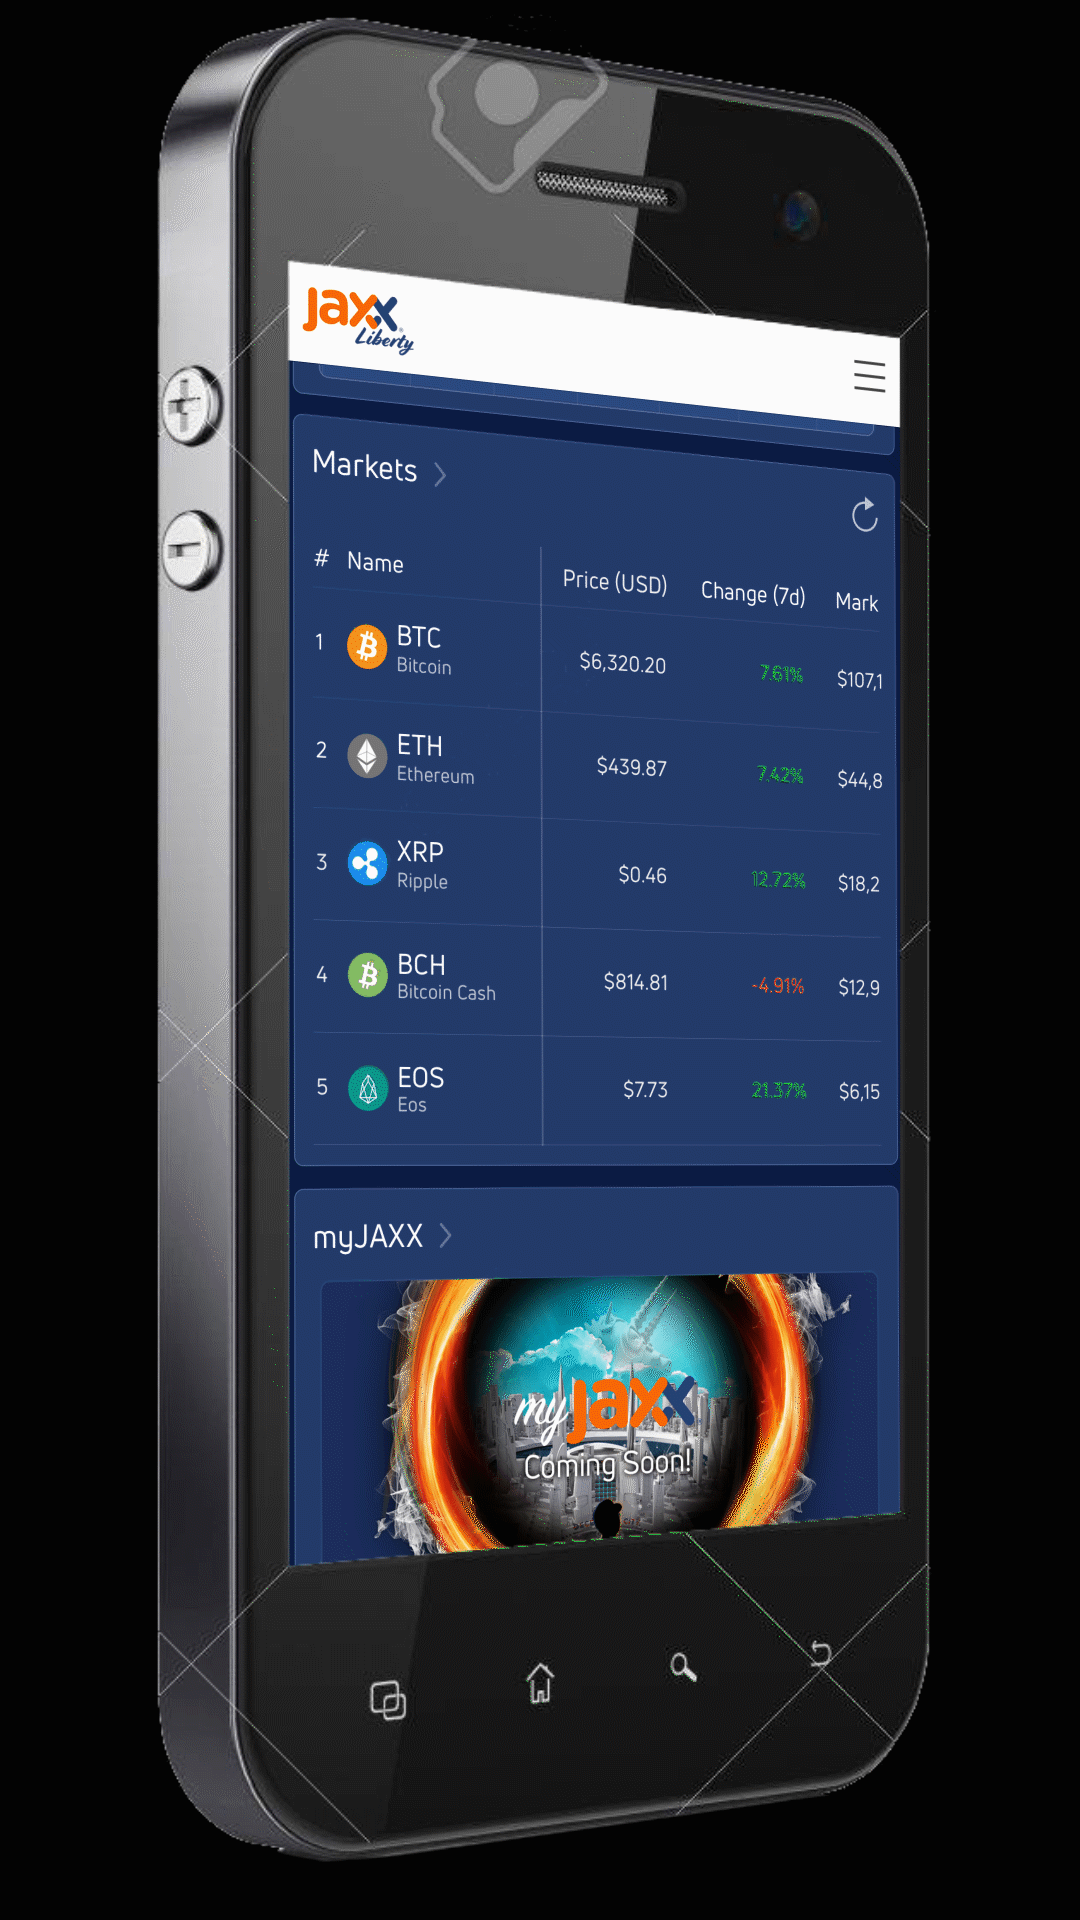 jaxx
Liberty
Markets
# Name Price (USD) Change (7d) Mark
1 BTC $6,320.20 7.61% $107,1
Bitcoin
2 ETH $439.87 7.42% $44,8
Ethereum
3 XRP $0.46 12.72% $18,2
Ripple
4 BCH $814.81 -4.91% $12,9
Bitcoin Cash
5 EOS $7.73 21.37% $6,15
Eos
myJAXX
my jaxx
Coming Soon!